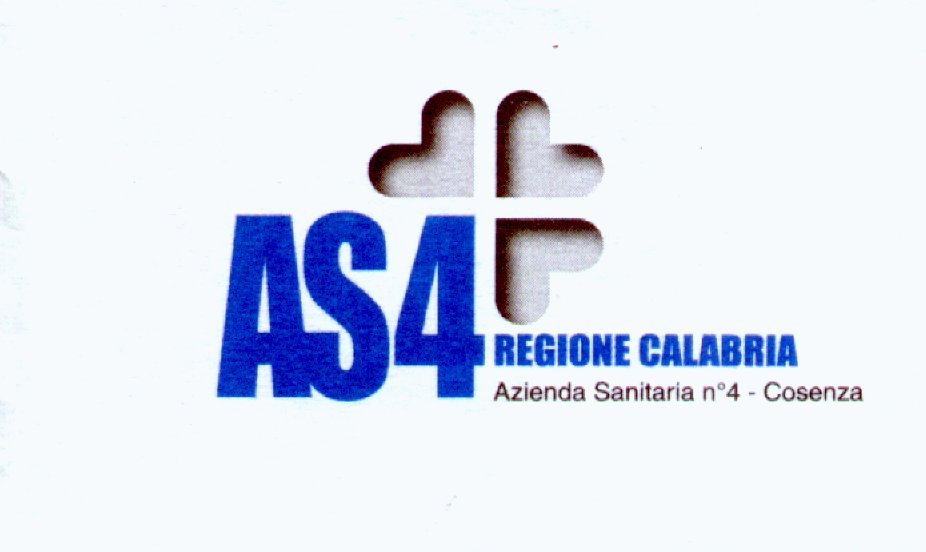 AS4
REGIONE CALABRIA
Azienda Sanitaria n°4 - Cosenza